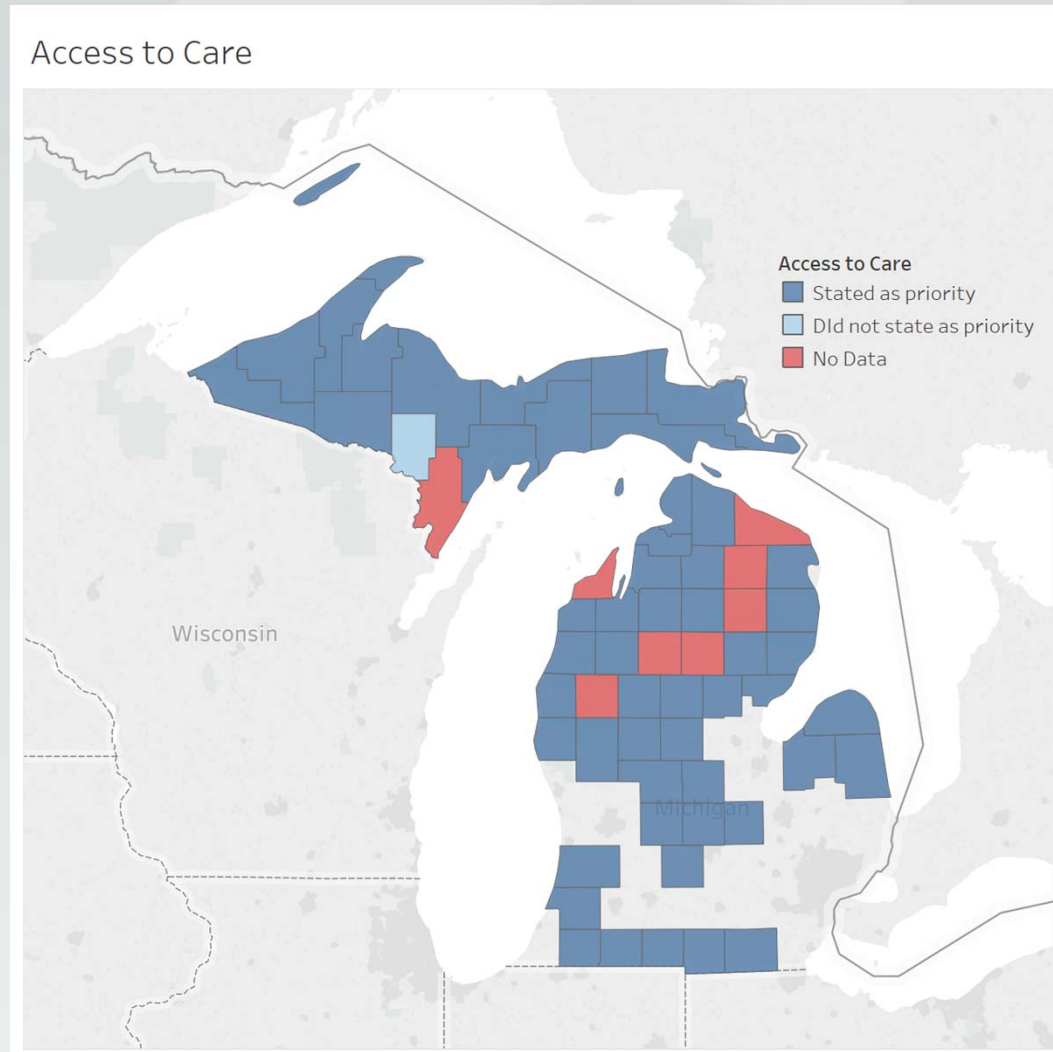 Access to Care
Access to Care
Stated as priority
DId not state as priority
No Data
Wisconsin
Michigan